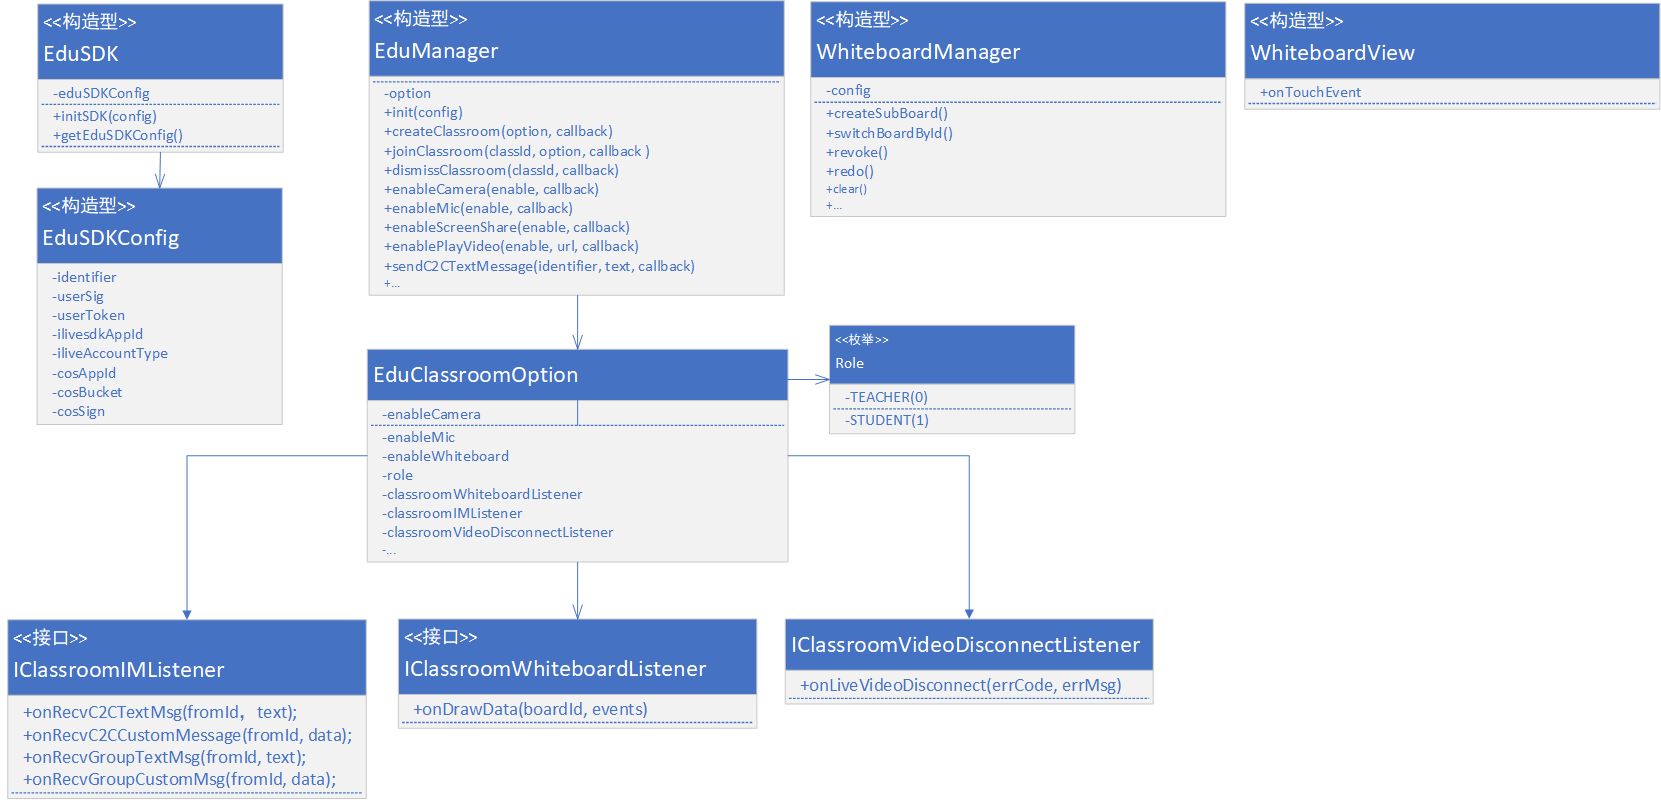 <<构造型>>
EduSDK
-eduSDKConfig
+initSDK(config)
+getEduSDKConfig()
<<构造型>>
EduManager
-option
+init(config)
+createClassroom(option, callback)
+joinClassroom(classId, option, callback )
+dismissClassroom(classId, callback)
+enableCamera(enable, callback)
+enableMic(enable, callback)
+enableScreenShare(enable, callback)
+enablePlayVideo(enable, url, callback)
+sendC2CTextMessage(identifier, text, callback)
+...
<<构造型>>
WhiteboardManager
-config
+createSubBoard()
+switchBoardById()
+revoke()
+redo()
+clear()
+...
<<构造型>>
WhiteboardView
+onTouchEvent
<<构造型>>
EduSDKConfig
-identifier
-userSig
-userToken
-ilivesdkAppId
-iliveAccountType
-cosAppId
-cosBucket
-cosSign
EduClassroomOption
-enableCamera
-enableMic
-enableWhiteboard
-role
-classroomWhiteboardListener
-classroomIMListener
-classroomVideoDisconnectListener
-...
<<枚举>>
Role
-TEACHER(0)
-STUDENT(1)
<<接口>>
IClassroomIMListener
+onRecvC2CTextMsg(fromId，text);
+onRecvC2CCustomMessage(fromId, data);
+onRecvGroupTextMsg(fromId, text);
+onRecvGroupCustomMsg(fromId, data);
<<接口>>
IClassroomWhiteboardListener
+onDrawData(boardId, events)
IClassroomVideoDisconnectListener
+onLiveVideoDisconnect(errCode, errMsg)